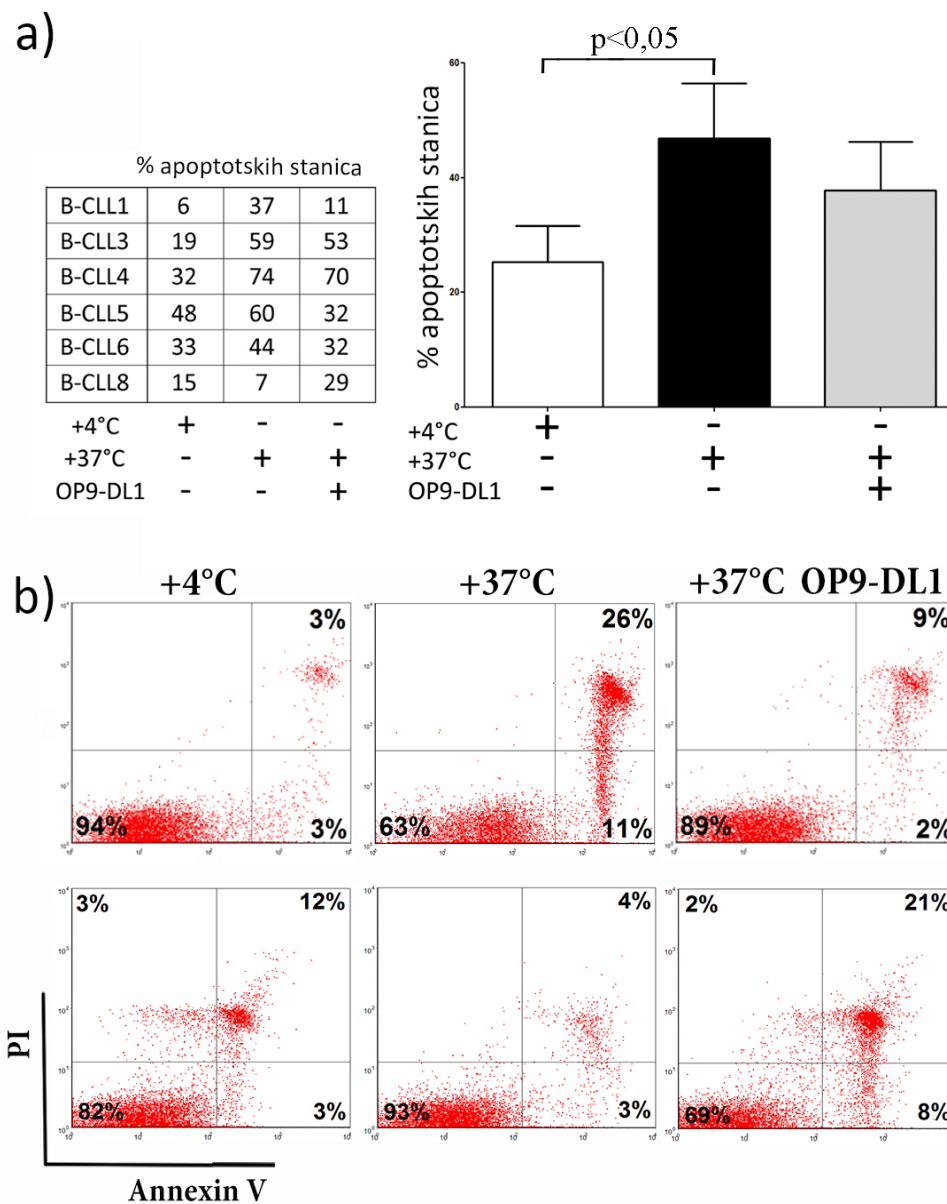 a)
% apoptotskih stanica
B-CLL1 6 37 11
B-CLL3 19 59 53
B-CLL4 32 74 70
B-CLL5 48 60 32
B-CLL6 33 44 32
B-CLL8 15 7 29
+4°C + - -
+37°C - + +
OP9-DL1 - - +
p<0,05
% apoptotskih stanica
60
40
20
0
+4°C + - -
+37°C - + +
OP9-DL1 - - +
b)
+4°C +37°C +37°C OP9-DL1
3% 26% 9%
94% 3% 63% 11% 89% 2%
3% 12% 4% 2% 21%
82% 3% 93% 3% 69% 8%
PI
Annexin V